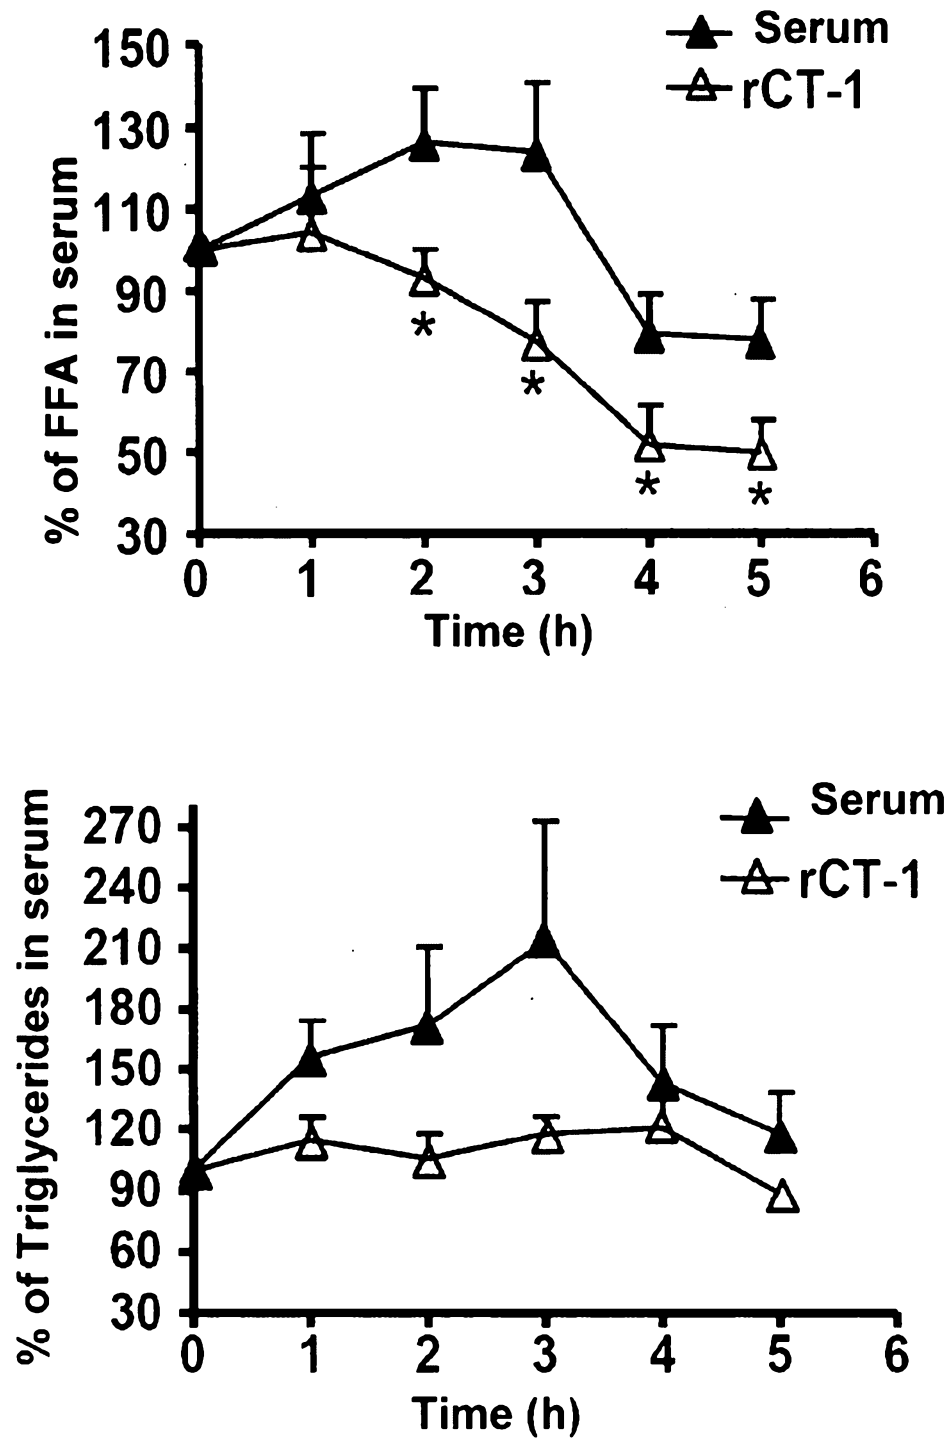 Serum
rCT-1
% of FFA in serum
150
130
110
90
70
50
30
*
*
*
*
0 1 2 3 4 5 6
Time (h)
Serum
rCT-1
% of Triglycerides in serum
270
240
210
180
150
120
90
60
30
0 1 2 3 4 5 6
Time (h)